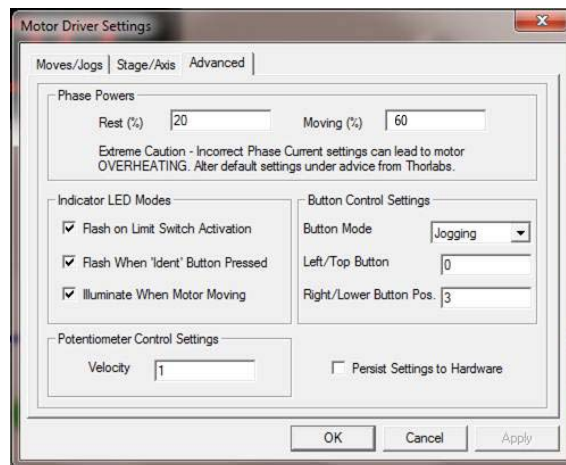 Motor Driver Settings
Moves/Jogs Stage/Axis Advanced
Phase Powers
Rest (%) 20 Moving (%) 60
Extreme Caution - Incorrect Phase Current settings can lead to motor
OVERHEATING. Alter default settings under advice from Thorlabs.
Indicator LED Modes
Flash on Limit Switch Activation
Flash When 'Ident' Button Pressed
Illuminate When Motor Moving
Button Control Settings
Button Mode Jogging
Left/Top Button 0
Right/Lower Button Pos. 3
Potentiometer Control Settings
Velocity 1
Persist Settings to Hardware
OK Cancel Apply